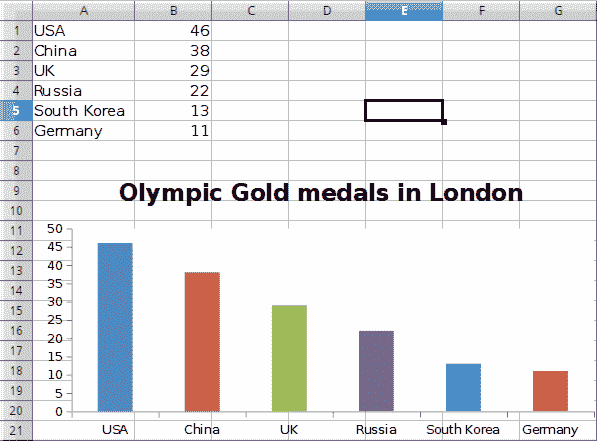 A B C D E F G
1 USA 46
2 China 38
3 UK 29
4 Russia 22
5 South Korea 13
6 Germany 11
7
8
9 Olympic Gold medals in London
10
11 50
12 45
13 40
14 35
15 30
16 25
17 20
18 15
19 10
20 5
21 0
USA China UK Russia South Korea Germany